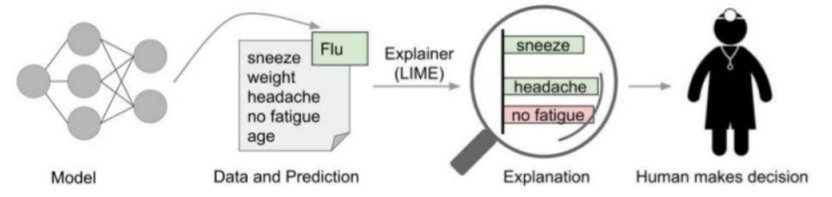 Flu
sneeze
weight
headache
no fatigue
age
Explainer
(LIME)
sneeze
headache
no fatigue
Model
Data and Prediction
Explanation
Human makes decision